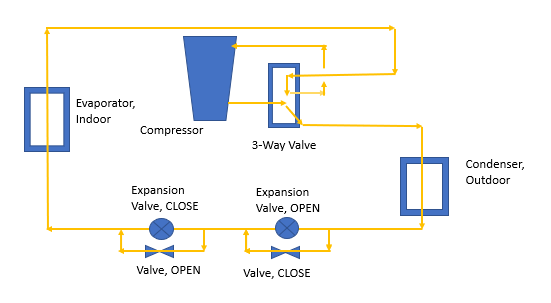 Evaporator,
Indoor
Compressor
3-Way Valve
Condenser,
Outdoor
Expansion
Valve, CLOSE
Expansion
Valve, OPEN
Valve, OPEN
Valve, CLOSE